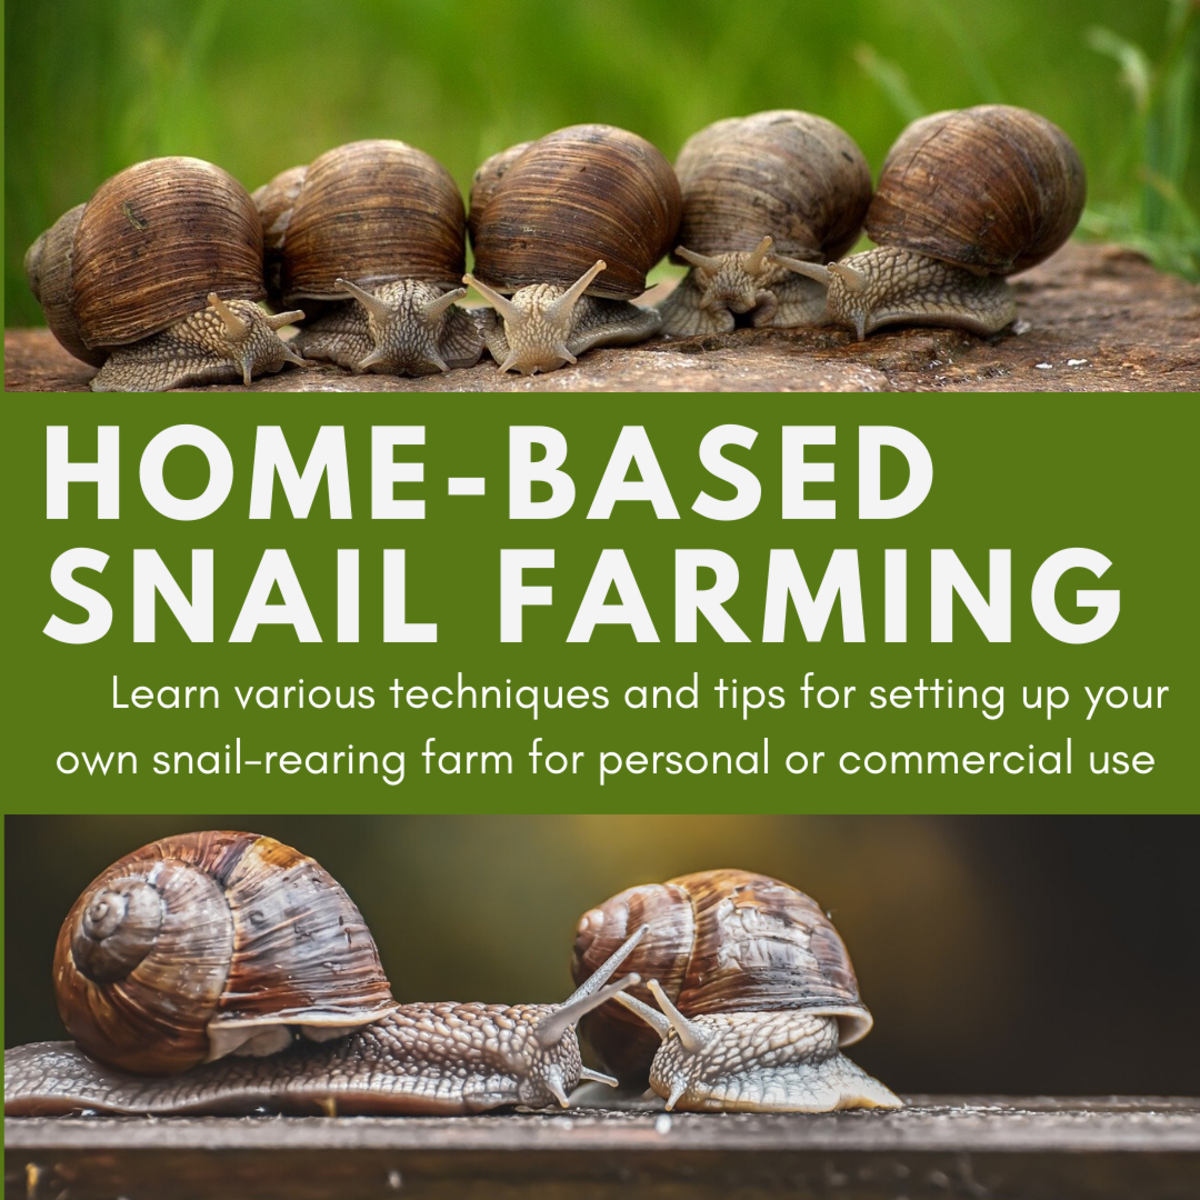 HOME-BASED
SNAIL FARMING
Learn various techniques and tips for setting up your
own snail-rearing farm for personal or commercial use